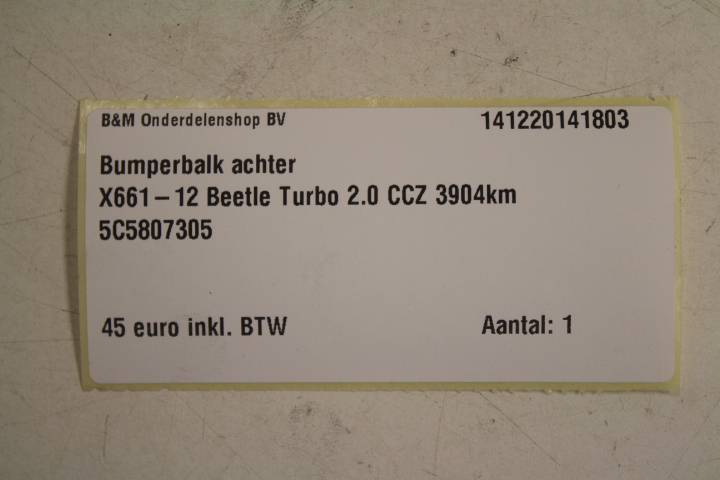 B&M Onderdelenshop BV 141220141803
Bumperbalk achter
X661 – 12 Beetle Turbo 2.0 CCZ 3904km
5C5807305
45 euro inkl. BTW Aantal: 1